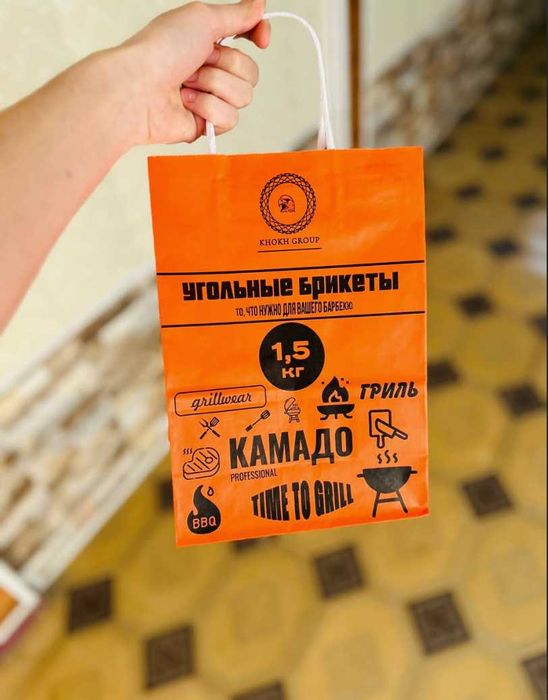 KHOKH GROUP
УГОЛЬНЫЕ БРИКЕТЫ
ТО, ЧТО НУЖНО ДЛЯ ВАШЕГО БАРБЕКЮ
1,5
КГ
grillwear
ГРИЛЬ
КАМАДО
PROFESSIONAL
TIME TO GRILL
BBQ